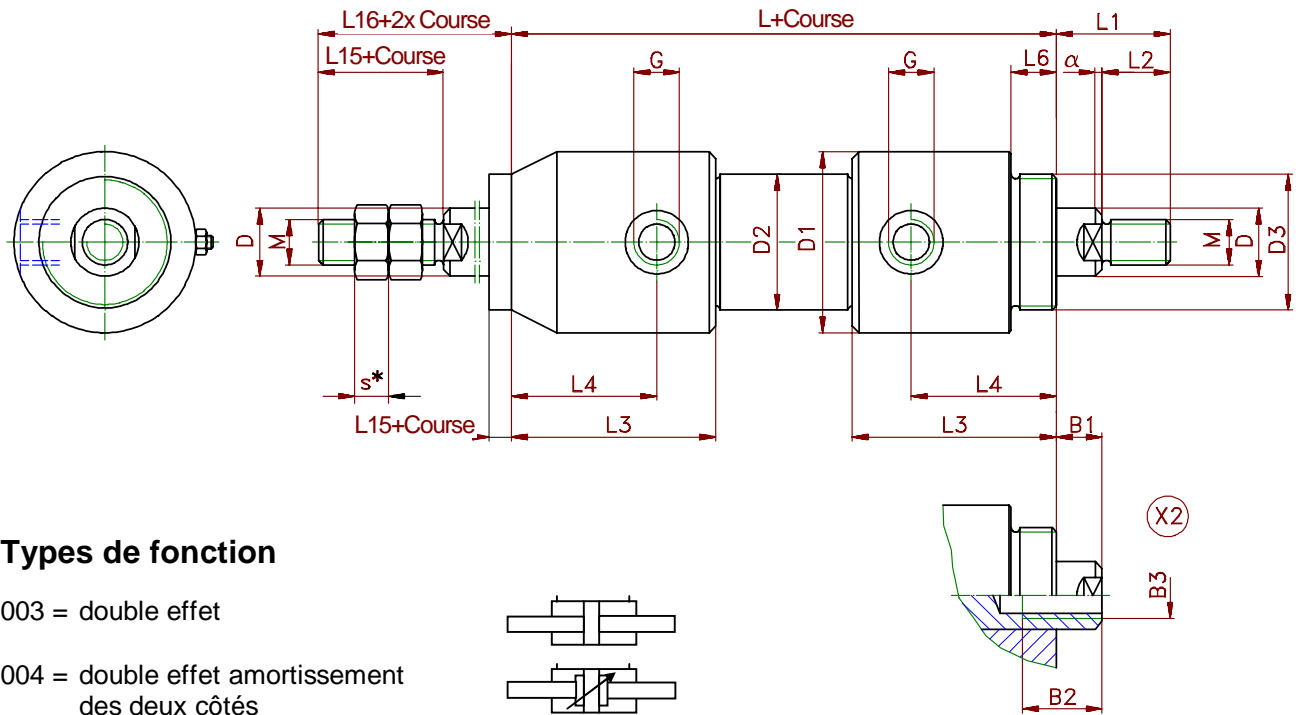 L16+2x Course
L+Course
L1
L15+Course
G
G
L6
α
L2
D
M
D2
D1
M
D
D3
s*
L4
L4
L15+Course
L3
L3
B1
X2
B3
B2
Types de fonction
003 = double effet
004 = double effet amortissement
des deux côtés